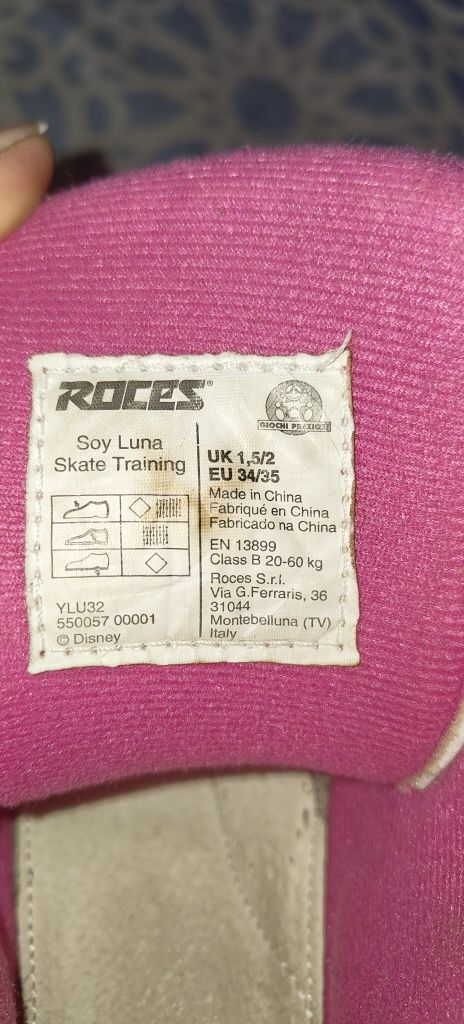 ROCES
GIOCHI PREZIOSI
Soy Luna
Skate Training
UK 1,5/2
EU 34/35
Made in China
Fabriqué en China
Fabricado na China
EN 13899
Class B 20-60 kg
Roces S.r.l.
Via G.Ferraris, 36
31044
Montebelluna (TV)
Italy
YLU32
550057 00001
© Disney